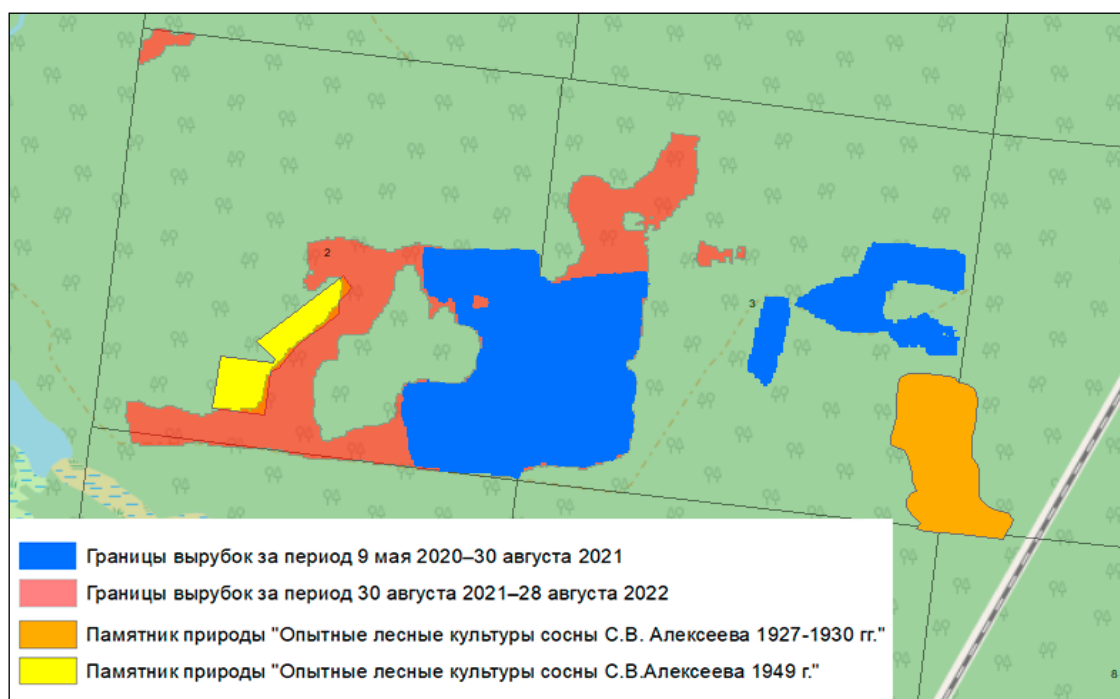 2
3
Границы вырубок за период 9 мая 2020–30 августа 2021
Границы вырубок за период 30 августа 2021–28 августа 2022
Памятник природы "Опытные лесные культуры сосны С.В. Алексеева 1927-1930 гг."
Памятник природы "Опытные лесные культуры сосны С.В.Алексеева 1949 г."
8